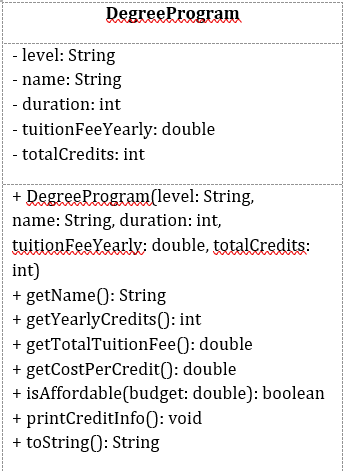 DegreeProgram
- level: String
- name: String
- duration: int
- tuitionFeeYearly: double
- totalCredits: int
+ DegreeProgram(level: String,
name: String, duration: int,
tuitionFeeYearly: double, totalCredits:
int)
+ getName(): String
+ getYearlyCredits(): int
+ getTotalTuitionFee(): double
+ getCostPerCredit(): double
+ isAffordable(budget: double): boolean
+ printCreditInfo(): void
+ toString(): String